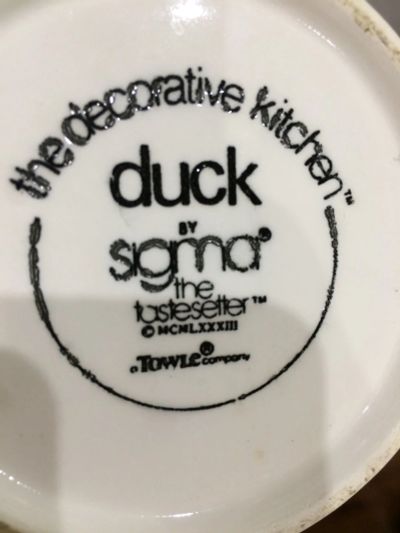 the decorative kitchen™
duck
BY
sigma®
the
tastesetter™
© MCMLXXXIII
a TOWLE® company